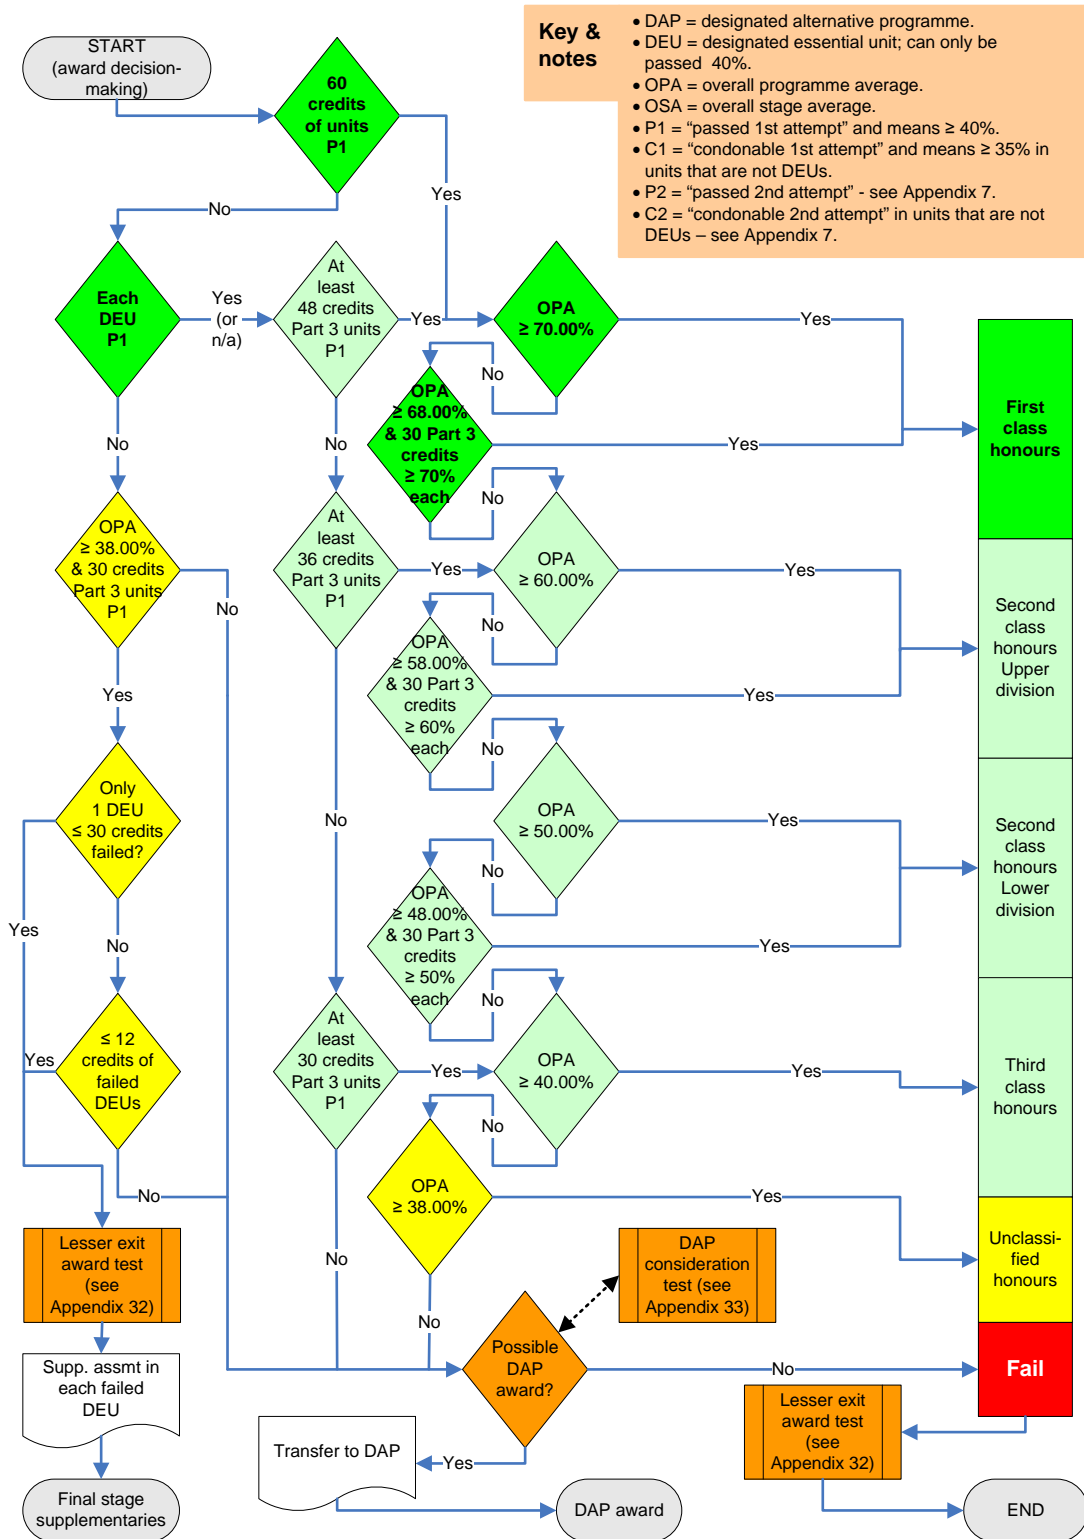 START
(award decision-
making)
Key &
notes
• DAP = designated alternative programme.
• DEU = designated essential unit; can only be
passed 40%.
• OPA = overall programme average.
• OSA = overall stage average.
• P1 = “passed 1st attempt” and means ≥ 40%.
• C1 = “condonable 1st attempt” and means ≥ 35% in
units that are not DEUs.
• P2 = “passed 2nd attempt” - see Appendix 7.
• C2 = “condonable 2nd attempt” in units that are not
DEUs – see Appendix 7.
60
credits
of units
P1
Yes
No
Each
DEU
P1
Yes
(or
n/a)
At
least
48 credits
Part 3 units
P1
Yes
OPA
≥ 70.00%
Yes
No
OPA
≥ 68.00%
& 30 Part 3
credits
≥ 70%
each
Yes
First
class
honours
No
No
No
OPA
≥ 38.00%
& 30 credits
Part 3 units
P1
No
At
least
36 credits
Part 3 units
P1
Yes
OPA
≥ 60.00%
Yes
No
OPA
≥ 58.00%
& 30 Part 3
credits
≥ 60%
each
Yes
Second
class
honours
Upper
division
Yes
No
No
Only
1 DEU
≤ 30 credits
failed?
Yes
No
OPA
≥ 50.00%
Yes
No
OPA
≥ 48.00%
& 30 Part 3
credits
≥ 50%
each
Yes
Second
class
honours
Lower
division
No
≤ 12
credits of
failed
DEUs
Yes
No
At
least
30 credits
Part 3 units
P1
Yes
OPA
≥ 40.00%
Yes
Third
class
honours
No
OPA
≥ 38.00%
Yes
Unclassi-
fied
honours
No
No
Lesser exit
award test
(see
Appendix 32)
DAP
consideration
test (see
Appendix 33)
Possible
DAP
award?
No
Fail
Supp. assmt in
each failed
DEU
Yes
Transfer to DAP
Lesser exit
award test
(see
Appendix 32)
Final stage
supplementaries
DAP award
END